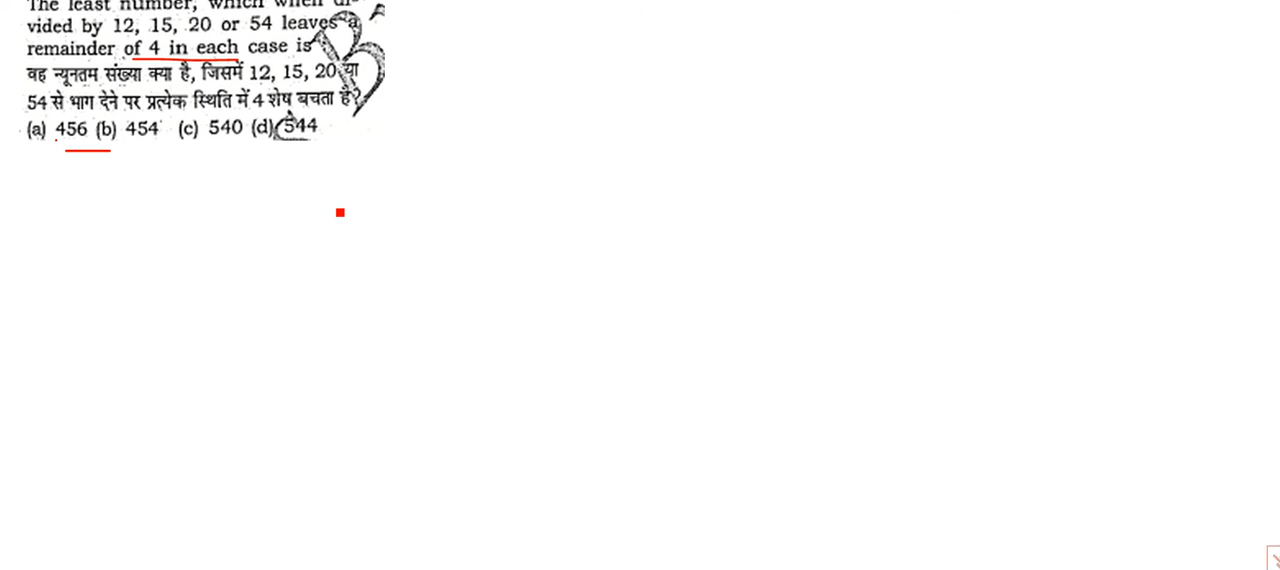 The least number, which when di-
vided by 12, 15, 20 or 54 leaves a
remainder of 4 in each case is
वह न्यूनतम संख्या क्या है, जिसमें 12, 15, 20 या
54 से भाग देने पर प्रत्येक स्थिति में 4 शेष बचता है?
(a) 456 (b) 454 (c) 540 (d) 544